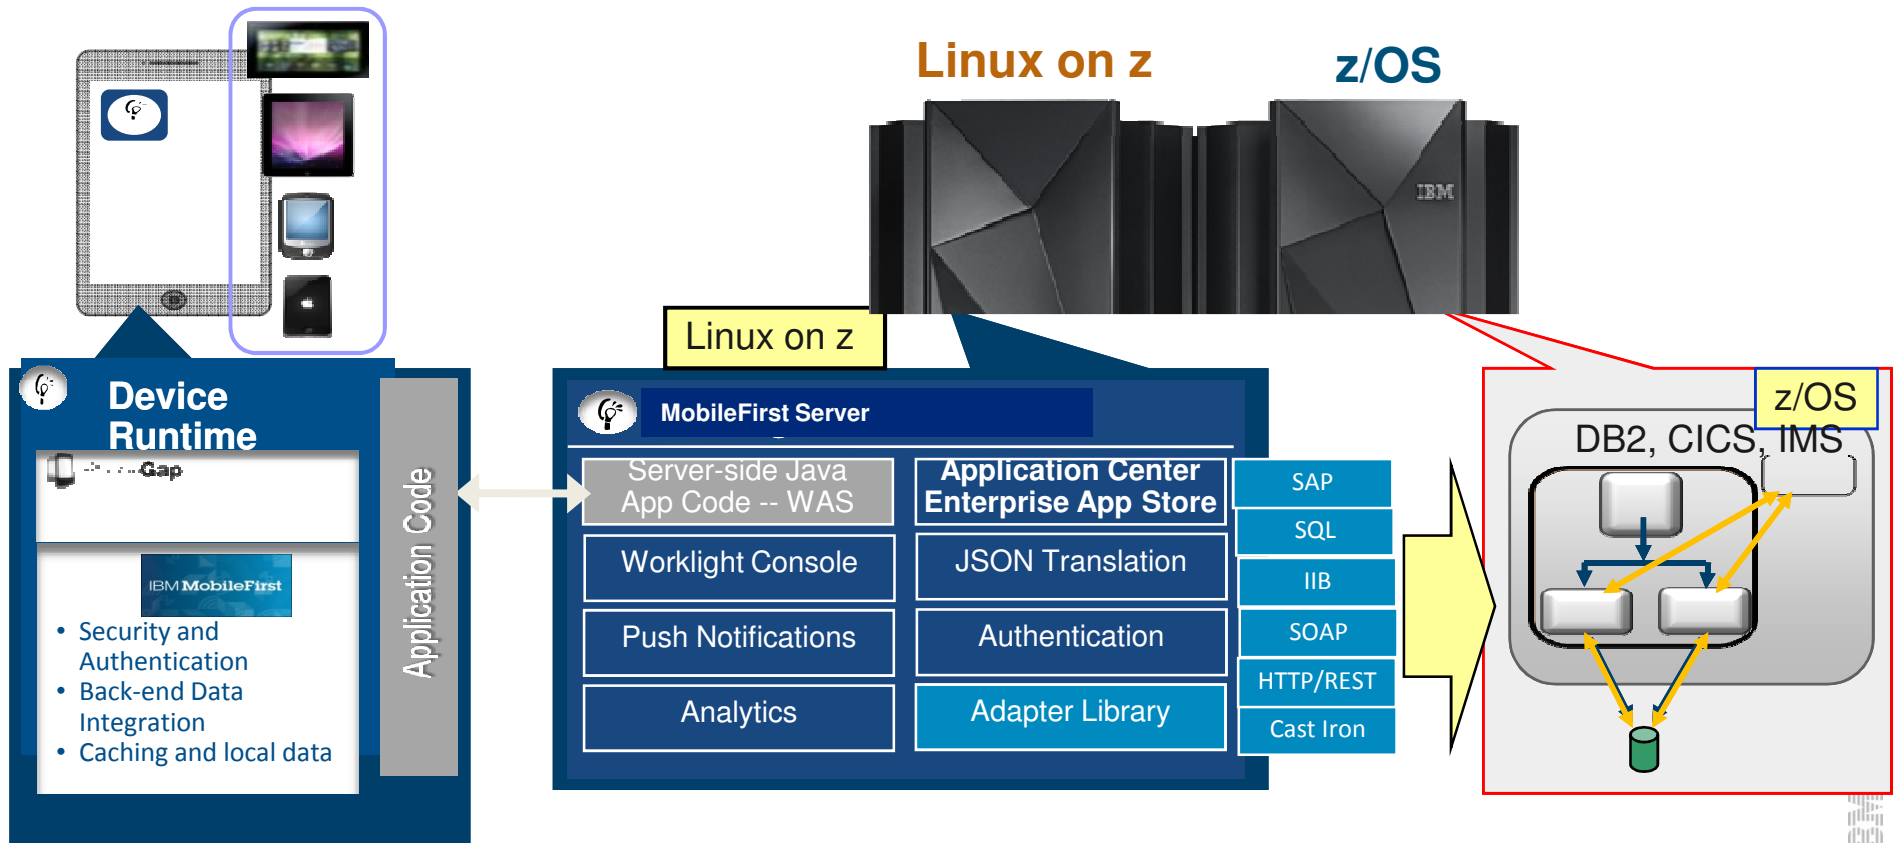 Linux on z
z/OS
IBM
Linux on z
Device
Runtime
Gap
IBM MobileFirst
• Security and
Authentication
• Back-end Data
Integration
• Caching and local data
Application Code
MobileFirst Server
Server-side Java
App Code -- WAS
Application Center
Enterprise App Store
Worklight Console
JSON Translation
Push Notifications
Authentication
Analytics
Adapter Library
SAP
SQL
IIB
SOAP
HTTP/REST
Cast Iron
z/OS
DB2, CICS, IMS
IBM